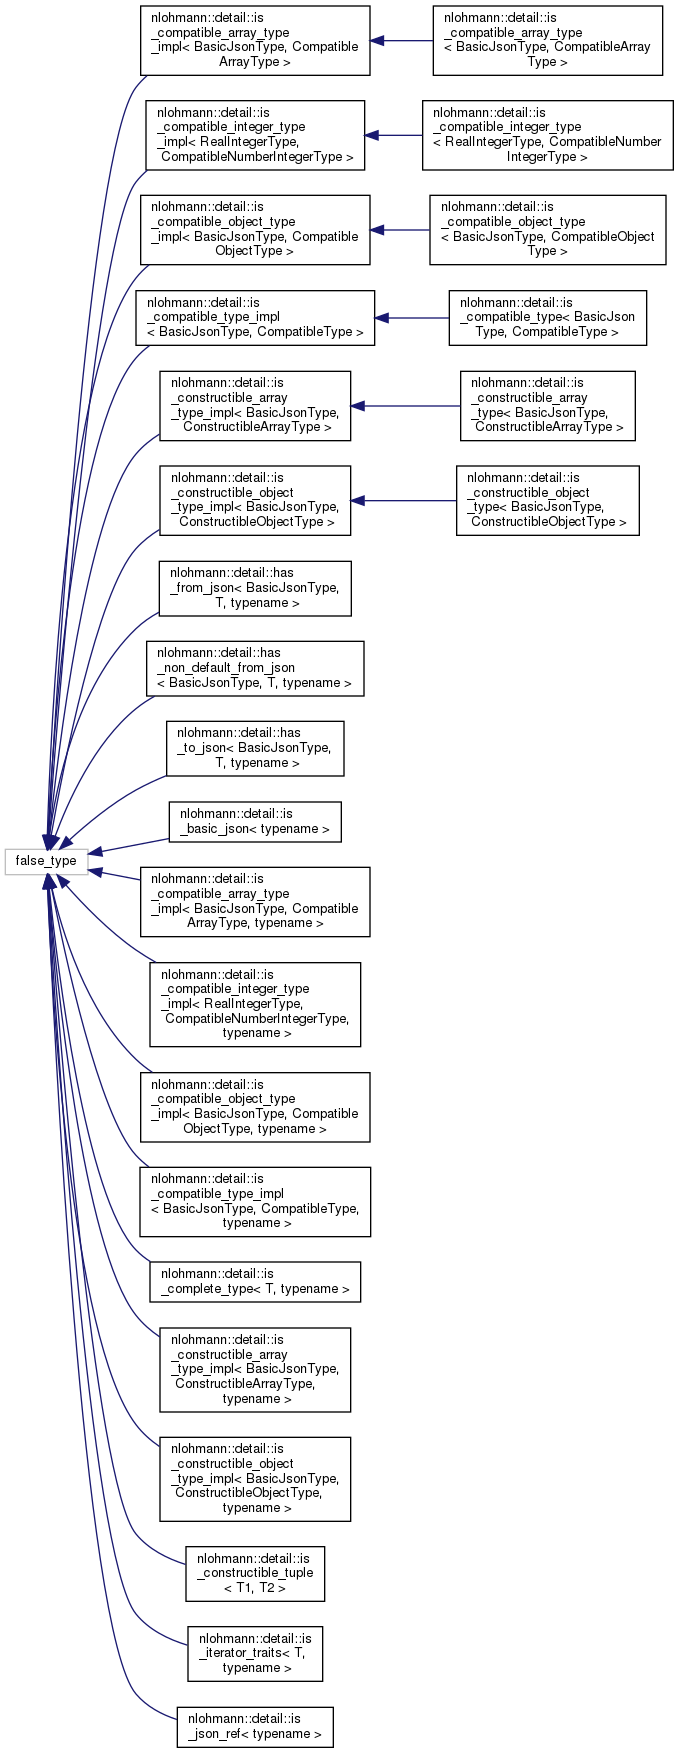 nlohmann::detail::is
_compatible_array_type
_impl< BasicJsonType, Compatible
ArrayType >
nlohmann::detail::is
_compatible_array_type
< BasicJsonType, CompatibleArray
Type >
nlohmann::detail::is
_compatible_integer_type
_impl< RealIntegerType,
CompatibleNumberIntegerType >
nlohmann::detail::is
_compatible_integer_type
< RealIntegerType, CompatibleNumber
IntegerType >
nlohmann::detail::is
_compatible_object_type
_impl< BasicJsonType, Compatible
ObjectType >
nlohmann::detail::is
_compatible_object_type
< BasicJsonType, CompatibleObject
Type >
nlohmann::detail::is
_compatible_type_impl
< BasicJsonType, CompatibleType >
nlohmann::detail::is
_compatible_type< BasicJson
Type, CompatibleType >
nlohmann::detail::is
_constructible_array
_type_impl< BasicJsonType,
ConstructibleArrayType >
nlohmann::detail::is
_constructible_array
_type< BasicJsonType,
ConstructibleArrayType >
nlohmann::detail::is
_constructible_object
_type_impl< BasicJsonType,
ConstructibleObjectType >
nlohmann::detail::is
_constructible_object
_type< BasicJsonType,
ConstructibleObjectType >
nlohmann::detail::has
_from_json< BasicJsonType,
T, typename >
nlohmann::detail::has
_non_default_from_json
< BasicJsonType, T, typename >
nlohmann::detail::has
_to_json< BasicJsonType,
T, typename >
nlohmann::detail::is
_basic_json< typename >
false_type
nlohmann::detail::is
_compatible_array_type
_impl< BasicJsonType, Compatible
ArrayType, typename >
nlohmann::detail::is
_compatible_integer_type
_impl< RealIntegerType,
CompatibleNumberIntegerType,
typename >
nlohmann::detail::is
_compatible_object_type
_impl< BasicJsonType, Compatible
ObjectType, typename >
nlohmann::detail::is
_compatible_type_impl
< BasicJsonType, CompatibleType,
typename >
nlohmann::detail::is
_complete_type< T, typename >
nlohmann::detail::is
_constructible_array
_type_impl< BasicJsonType,
ConstructibleArrayType,
typename >
nlohmann::detail::is
_constructible_object
_type_impl< BasicJsonType,
ConstructibleObjectType,
typename >
nlohmann::detail::is
_constructible_tuple
< T1, T2 >
nlohmann::detail::is
_iterator_traits< T,
typename >
nlohmann::detail::is
_json_ref< typename >